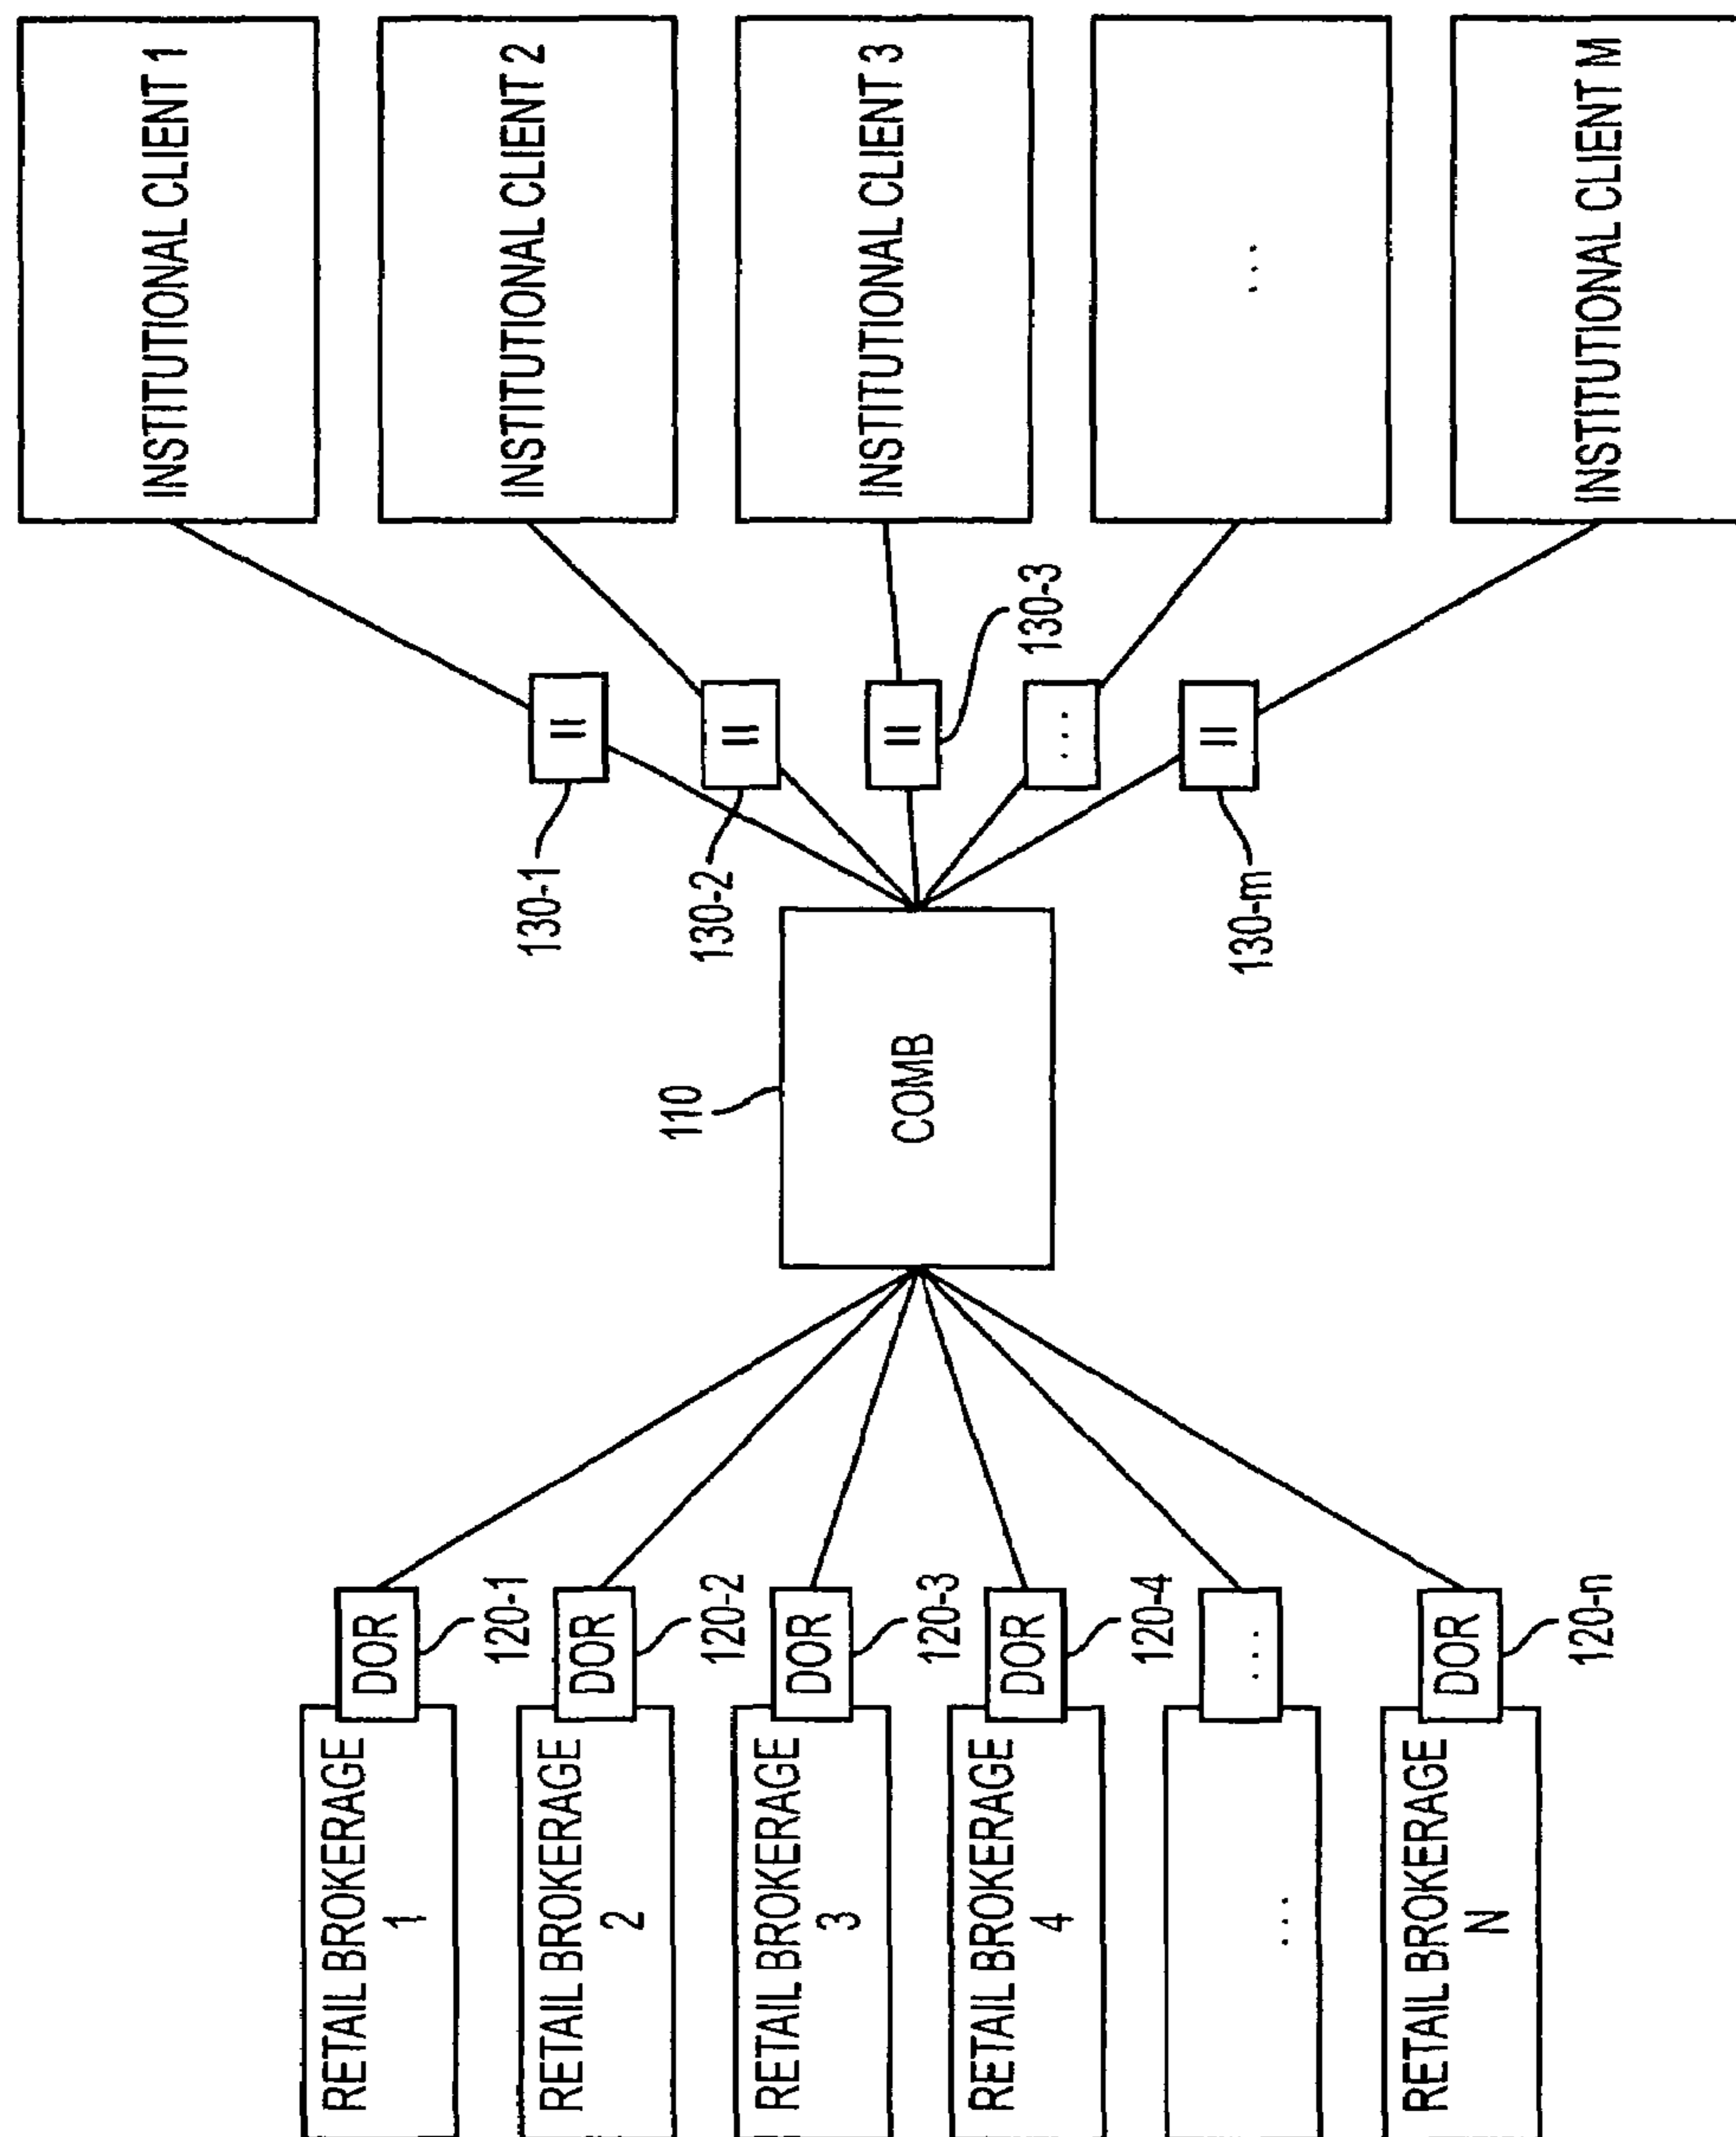 RETAIL BROKERAGE
1
DOR
120-1
RETAIL BROKERAGE
2
DOR
120-2
RETAIL BROKERAGE
3
DOR
120-3
RETAIL BROKERAGE
4
DOR
120-4
...
...
RETAIL BROKERAGE
N
DOR
120-n
110
COMB
130-1
II
130-2
II
II
130-3
...
II
130-m
INSTITUTIONAL CLIENT 1
INSTITUTIONAL CLIENT 2
INSTITUTIONAL CLIENT 3
...
INSTITUTIONAL CLIENT M